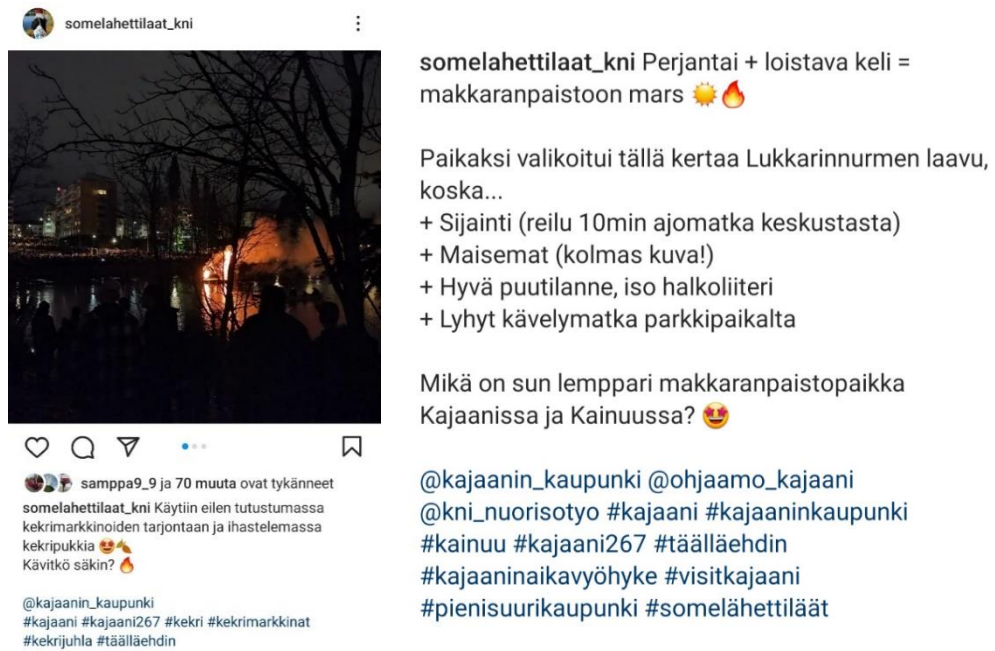 somelahettilaat_kni
samppa9_9 ja 70 muuta ovat tykänneet
somelahettilaat_kni Käytiin eilen tutustumassa
kekrimarkkinoiden tarjontaan ja ihastelemassa
kekripukkia 🤩🍂
Kävitkö säkin? 🔥
@kajaanin_kaupunki
#kajaani #kajaani267 #kekri #kekrimarkkinat
#kekrijuhla #täälläehdin
somelahettilaat_kni Perjantai + loistava keli =
makkaranpaistoon mars ☀️🔥
Paikaksi valikoitui tällä kertaa Lukkarinnurmen laavu,
koska...
+ Sijainti (reilu 10min ajomatka keskustasta)
+ Maisemat (kolmas kuva!)
+ Hyvä puutilanne, iso halkoliiteri
+ Lyhyt kävelymatka parkkipaikalta
Mikä on sun lemppari makkaranpaistopaikka
Kajaanissa ja Kainuussa? 🤩
@kajaanin_kaupunki @ohjaamo_kajaani
@kni_nuorisotyo #kajaani #kajaaninkaupunki
#kainuu #kajaani267 #täälläehdin
#kajaaninaikavyöhyke #visitkajaani
#pienisuurikaupunki #somelähettiläät